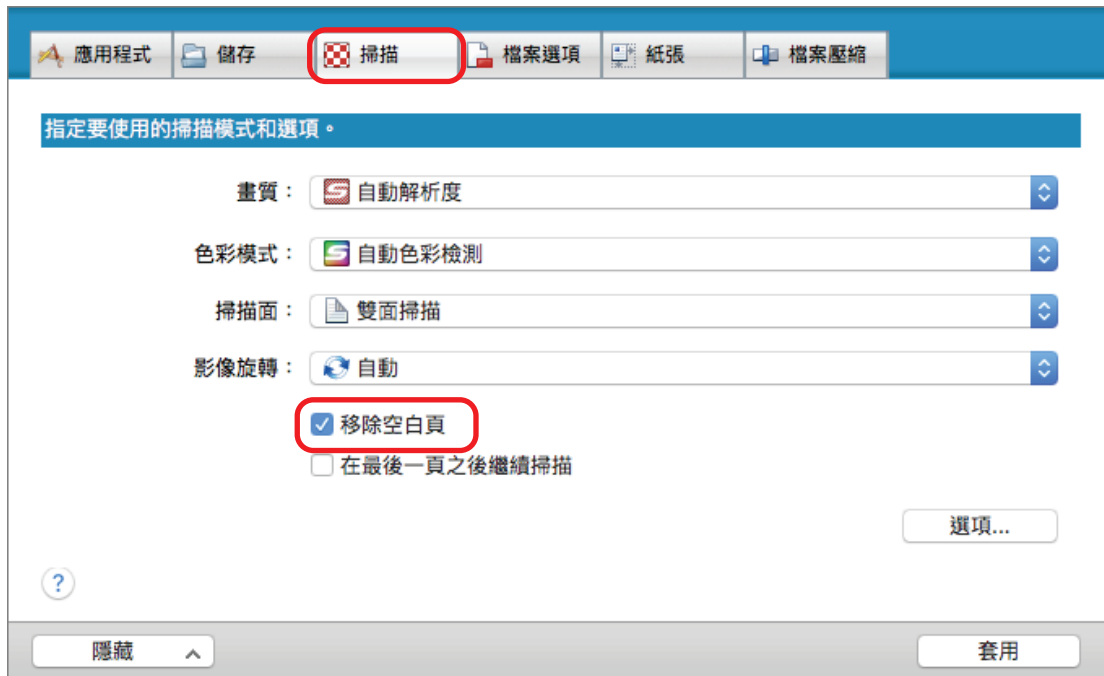 應用程式 儲存 掃描 檔案選項 紙張 檔案壓縮
指定要使用的掃描模式和選項。
畫質： 自動解析度
色彩模式： 自動色彩檢測
掃描面： 雙面掃描
影像旋轉： 自動
移除空白頁
在最後一頁之後繼續掃描
選項...
?
隱藏 套用